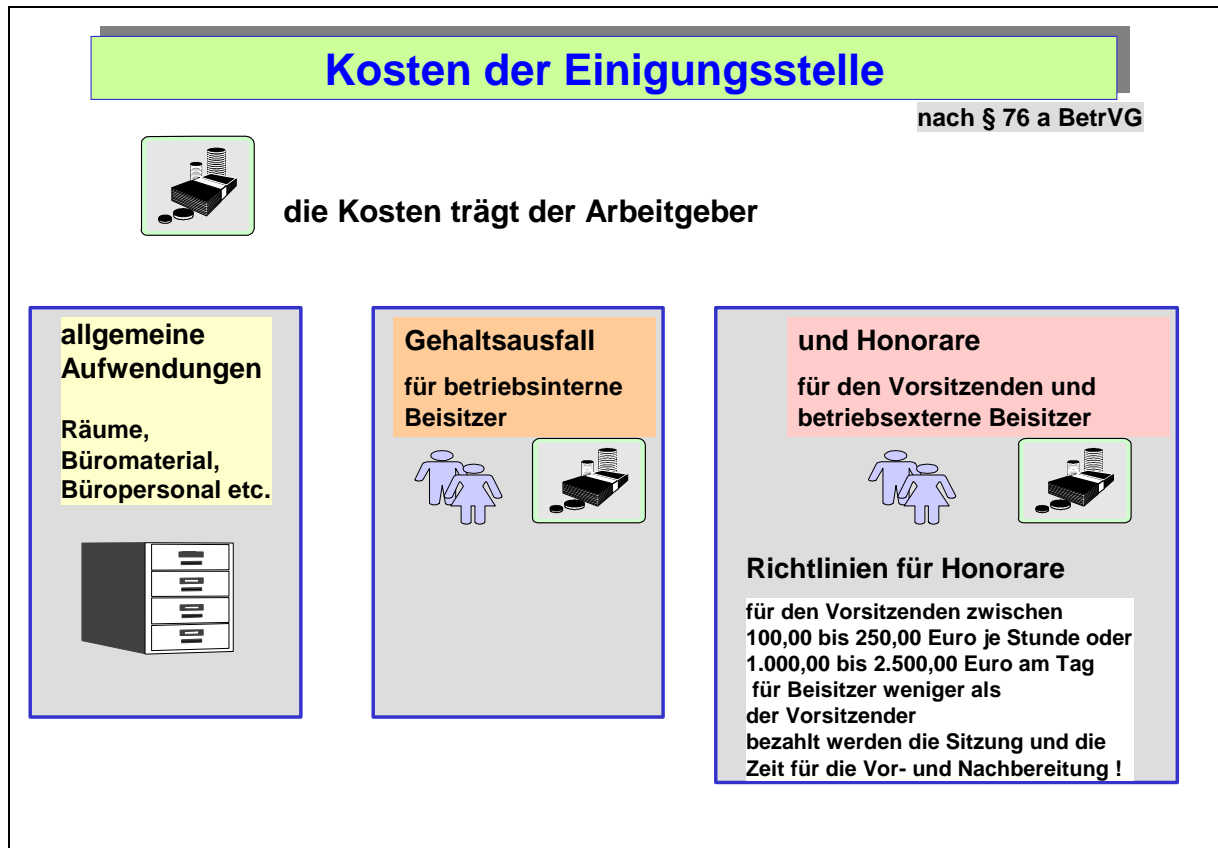 Kosten der Einigungsstelle
nach § 76 a BetrVG
die Kosten trägt der Arbeitgeber
allgemeine
Aufwendungen
Räume,
Büromaterial,
Büropersonal etc.
Gehaltsausfall
für betriebsinterne
Beisitzer
und Honorare
für den Vorsitzenden und
betriebsexterne Beisitzer
Richtlinien für Honorare
für den Vorsitzenden zwischen
100,00 bis 250,00 Euro je Stunde oder
1.000,00 bis 2.500,00 Euro am Tag
für Beisitzer weniger als
der Vorsitzender
bezahlt werden die Sitzung und die
Zeit für die Vor- und Nachbereitung !